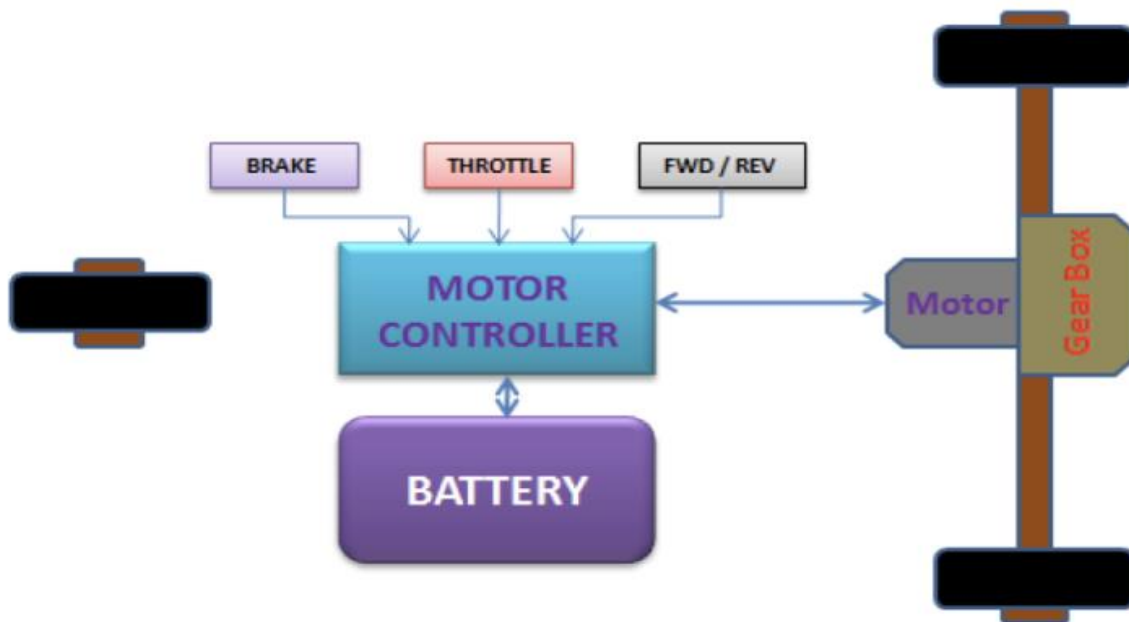 BRAKE
THROTTLE
FWD / REV
MOTOR
CONTROLLER
Motor
Gear Box
BATTERY